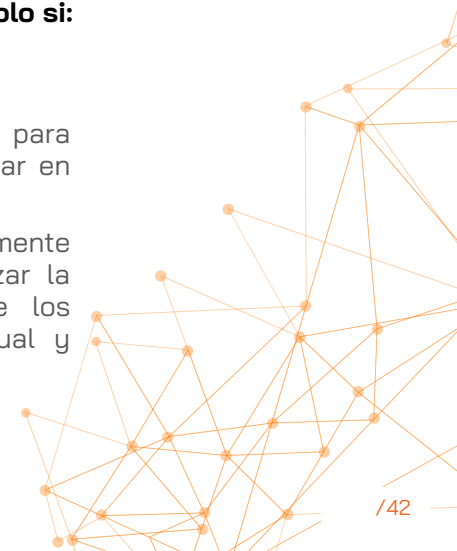 olo si:
para
ar en
mente
zar la
e los
ual y
/42